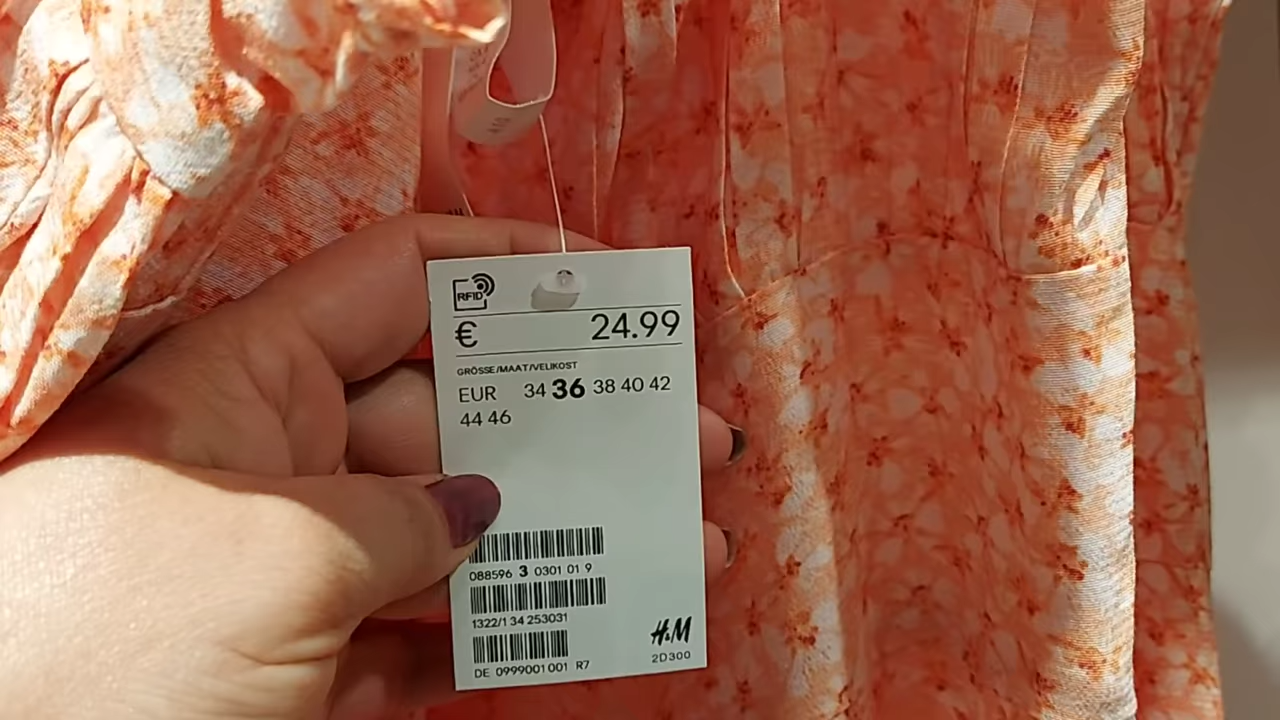 RFID
€ 24.99
GRÖSSE/MAAT/VELIKOST
EUR 34 36 38 40 42
44 46
088596 3 0301 01 9
1322/1 34 253031
DE 0999001 001 R7
H&M
2D300